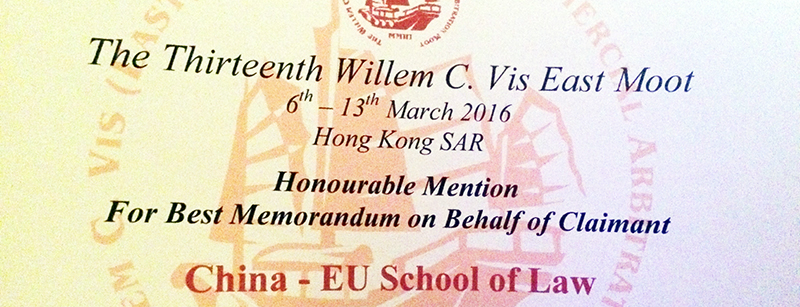 The Thirteenth Willem C. Vis East Moot
6th – 13th March 2016
Hong Kong SAR
Honourable Mention
For Best Memorandum on Behalf of Claimant
China - EU School of Law